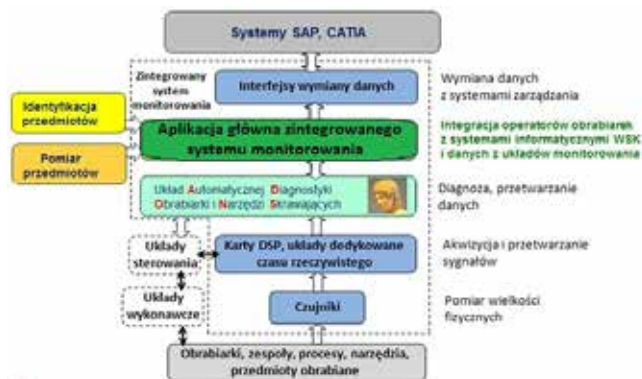 Systemy SAP, CATIA
Zintegrowany
system
monitorowania
Interfejsy wymiany danych
Wymiana danych
z systemami zarządzania
Identyfikacja
przedmiotów
Aplikacja główna zintegrowanego
systemu monitorowania
Integracja operatorów obrabiarek
z systemami informatycznymi WSK
i danych z układów monitorowania
Pomiar
przedmiotów
Układ Automatycznej Diagnostyki
Obrabiarki i Narzędzi Skrawających
Diagnoza, przetwarzanie
danych
Układy
sterowania
Karty DSP, układy dedykowane
czasu rzeczywistego
Akwizycja i przetwarzanie
sygnałów
Układy
wykonawcze
Czujniki
Pomiar wielkości
fizycznych
Obrabiarki, zespoły, procesy, narzędzia,
przedmioty obrabiane